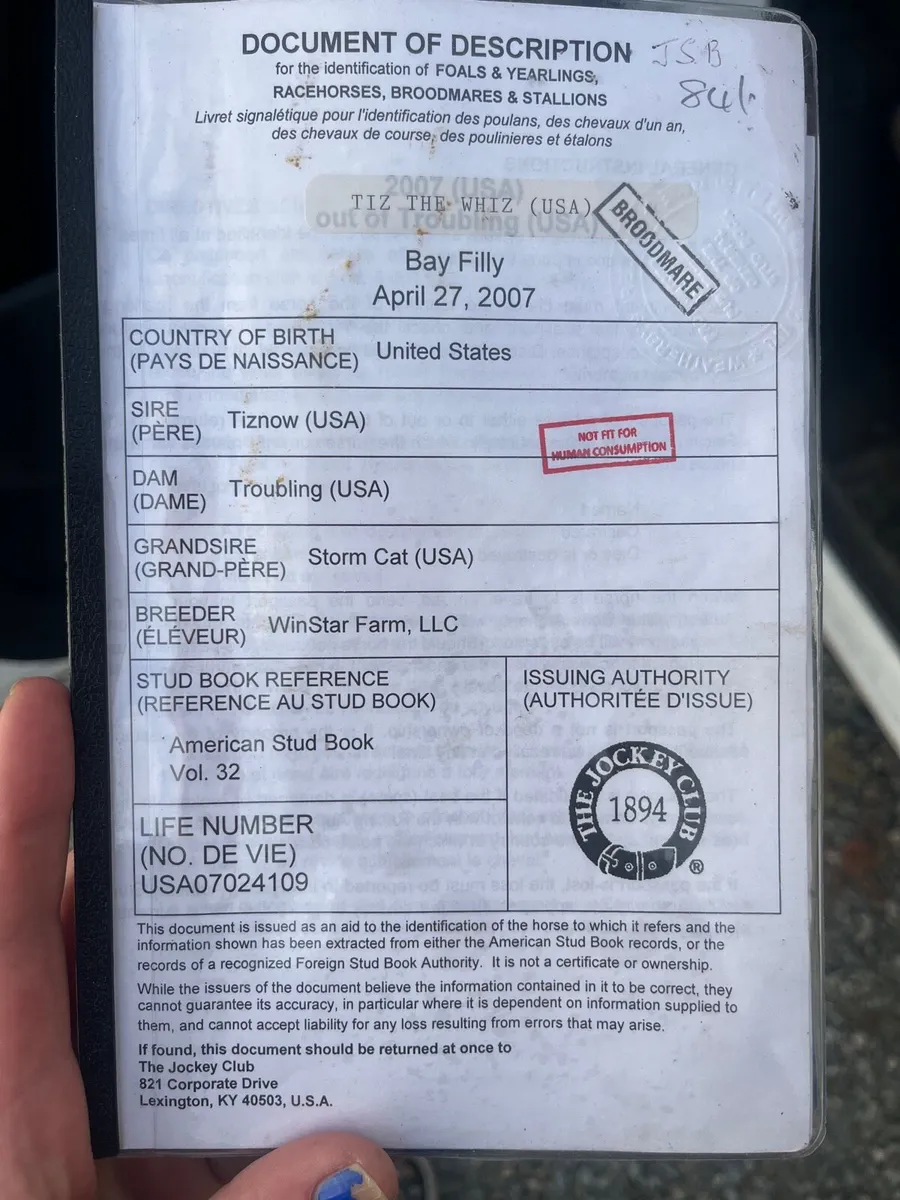 DOCUMENT OF DESCRIPTION
JSB
for the identification of FOALS & YEARLINGS,
RACEHORSES, BROODMARES & STALLIONS
Livret signalétique pour l'identification des poulans, des chevaux d'un an,
des chevaux de course, des poulinieres et étalons
2007 (USA)
TIZ THE WHIZ (USA)
out of Troubling (USA)
BROODMARE
Bay Filly
April 27, 2007
COUNTRY OF BIRTH
(PAYS DE NAISSANCE) United States
SIRE
(PÈRE) Tiznow (USA)
NOT FIT FOR
HUMAN CONSUMPTION
DAM
(DAME) Troubling (USA)
GRANDSIRE
(GRAND-PÈRE) Storm Cat (USA)
BREEDER
(ÉLÉVEUR) WinStar Farm, LLC
STUD BOOK REFERENCE
(REFERENCE AU STUD BOOK)
American Stud Book
Vol. 32
ISSUING AUTHORITY
(AUTHORITÉE D'ISSUE)
THE JOCKEY CLUB
1894
®
LIFE NUMBER
(NO. DE VIE)
USA07024109
This document is issued as an aid to the identification of the horse to which it refers and the
information shown has been extracted from either the American Stud Book records, or the
records of a recognized Foreign Stud Book Authority. It is not a certificate or ownership.
While the issuers of the document believe the information contained in it to be correct, they
cannot guarantee its accuracy, in particular where it is dependent on information supplied to
them, and cannot accept liability for any loss resulting from errors that may arise.
If found, this document should be returned at once to
The Jockey Club
821 Corporate Drive
Lexington, KY 40503, U.S.A.